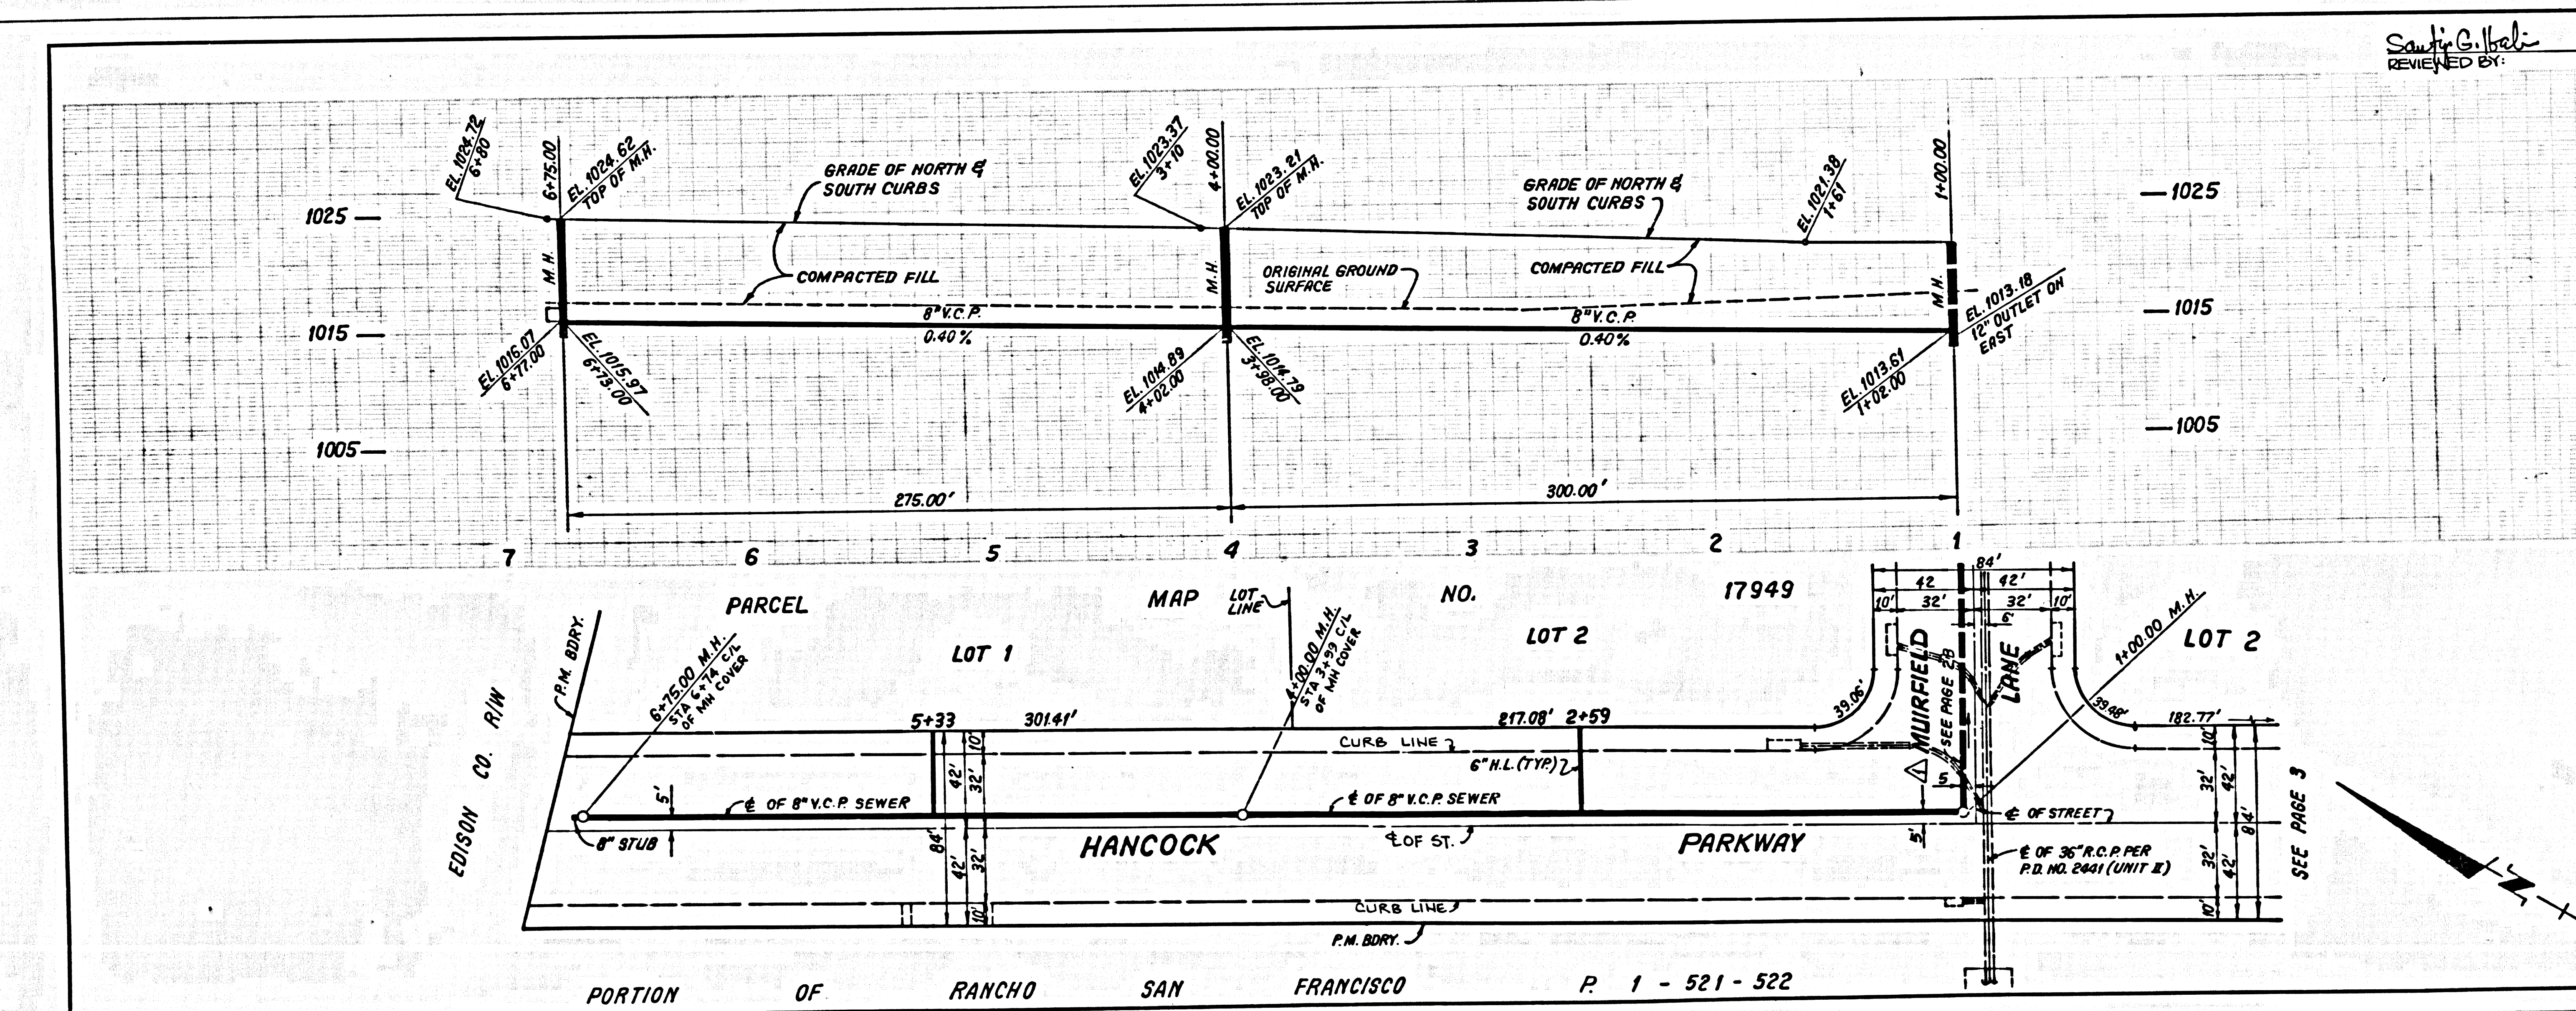 REVIEWED BY:
EL. 1024.72
6+80
6+75.00
EL. 1024.62
TOP OF M.H.
GRADE OF NORTH &
SOUTH CURBS
EL. 1023.37
3+10
4+00.00
EL. 1023.21
TOP OF M.H.
GRADE OF NORTH &
SOUTH CURBS
EL. 1021.38
1+61
1+00.00
1025
1025
M.H.
COMPACTED FILL
M.H.
ORIGINAL GROUND
SURFACE
COMPACTED FILL
M.H.
EL. 1013.18
12" OUTLET ON
EAST
1015
8" V.C.P.
0.40%
8" V.C.P.
0.40%
1015
EL. 1016.07
6+77.00
EL. 1015.97
6+73.00
EL. 1014.89
4+02.00
EL. 1014.79
3+98.00
EL. 1013.61
1+02.00
1005
1005
275.00'
300.00'
7 6 5 4 3 2 1
84'
42 42'
10' 32' 32' 10'
6'
PARCEL MAP NO. 17949
LOT
LINE
LOT 1
LOT 2
LOT 2
P.M. BDRY.
EDISON CO. R/W
6+75.00 M.H.
STA 6+74 C/L
OF MH COVER
4+00.00 M.H.
STA 3+99 C/L
OF MH COVER
1+00.00 M.H.
MUIRFIELD
LANE
SEE PAGE 2B
5+33
301.41'
217.08'
2+59
39.06'
39.48'
182.77'
CURB LINE
6" H.L. (TYP.)
1
5
5'
℄ OF 8" V.C.P. SEWER
℄ OF 8" V.C.P. SEWER
8" STUB
10'
42'
32'
84'
42'
32'
10'
HANCOCK
℄ OF ST.
PARKWAY
5'
℄ OF STREET
℄ OF 36" R.C.P. PER
P.D. NO. 2441 (UNIT II)
10'
32'
42'
84'
32'
42'
10'
SEE PAGE 3
N
CURB LINE
P.M. BDRY.
PORTION OF RANCHO SAN FRANCISCO P. 1 - 521 - 522